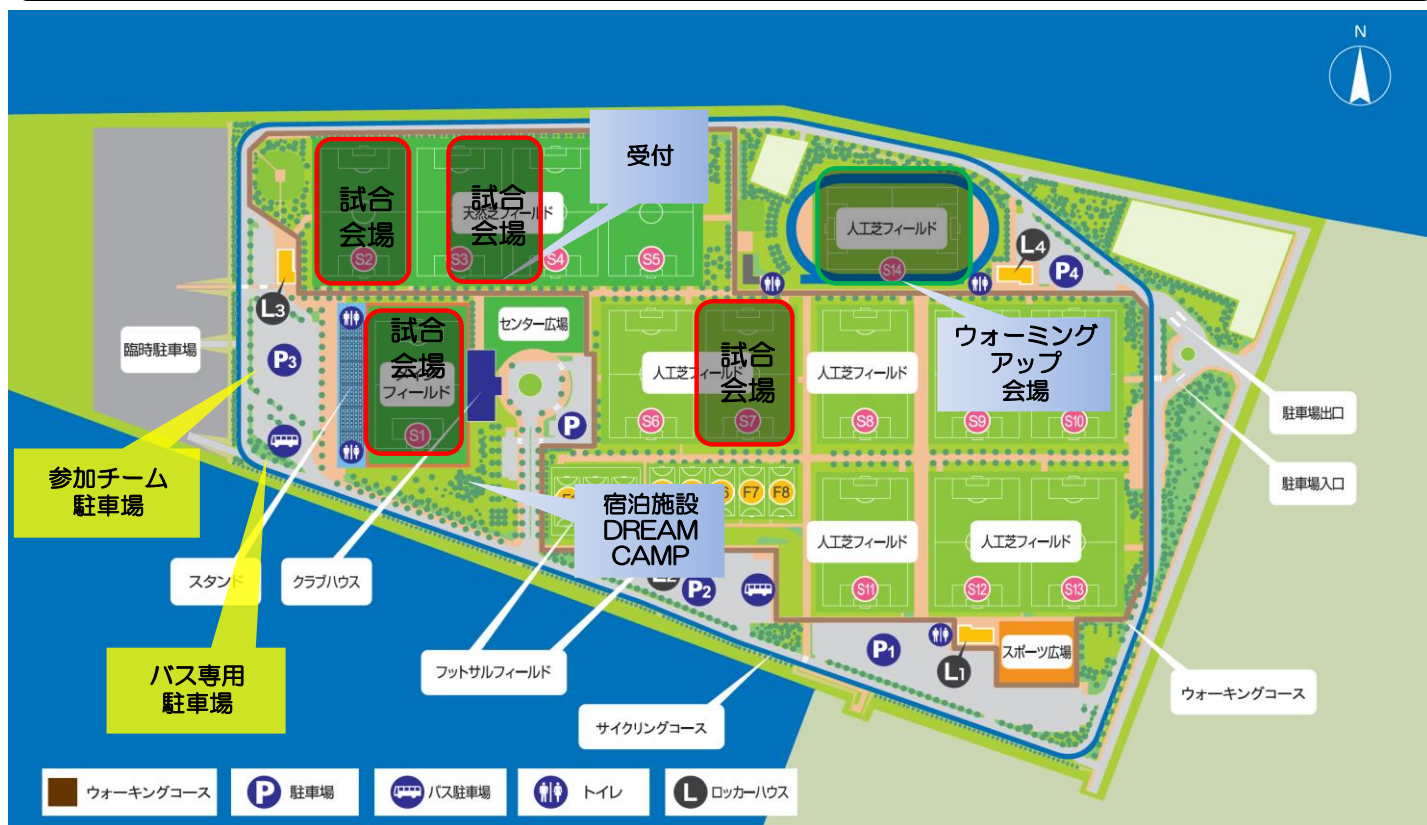 N
受付
試合
会場
試合
会場
天然芝フィールド
S2
S3
S4
S5
人工芝フィールド
S14
L4
P4
L3
臨時駐車場
P3
試合
会場
フィールド
S1
センター広場
P
人工芝フィールド
試合
会場
S6
S7
人工芝フィールド
S8
ウォーミング
アップ
会場
S9
S10
駐車場出口
駐車場入口
参加チーム
駐車場
宿泊施設
DREAM
CAMP
F7
F8
人工芝フィールド
S11
人工芝フィールド
S12
S13
スタンド
クラブハウス
P2
バス専用
駐車場
フットサルフィールド
P1
L1
スポーツ広場
サイクリングコース
ウォーキングコース
ウォーキングコース
P 駐車場
バス駐車場
トイレ
L ロッカーハウス